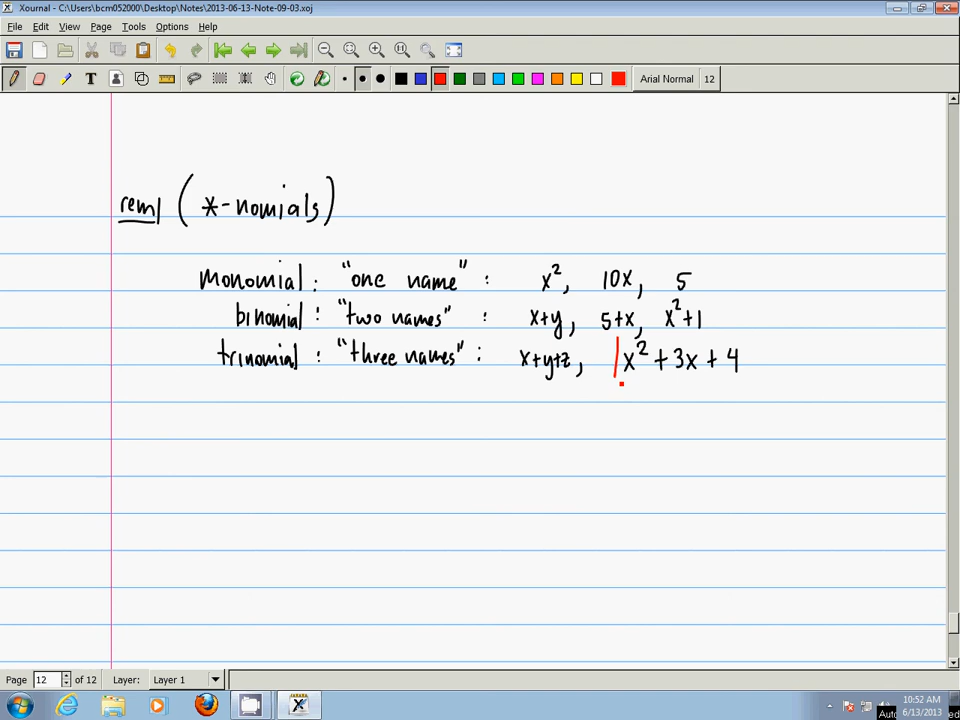 Xournal - C:\Users\bcm052000\Desktop\Notes\2013-06-13-Note-09-03.xoj
File Edit View Page Tools Options Help
Arial Normal 12
rem (*-nomials)
monomial : "one name" : x², 10x, 5
binomial : "two names" : x+y, 5+x, x²+1
trinomial : "three names" : x+y+z, x² + 3x + 4
Page 12 of 12 Layer: Layer 1
10:52 AM
6/13/2013